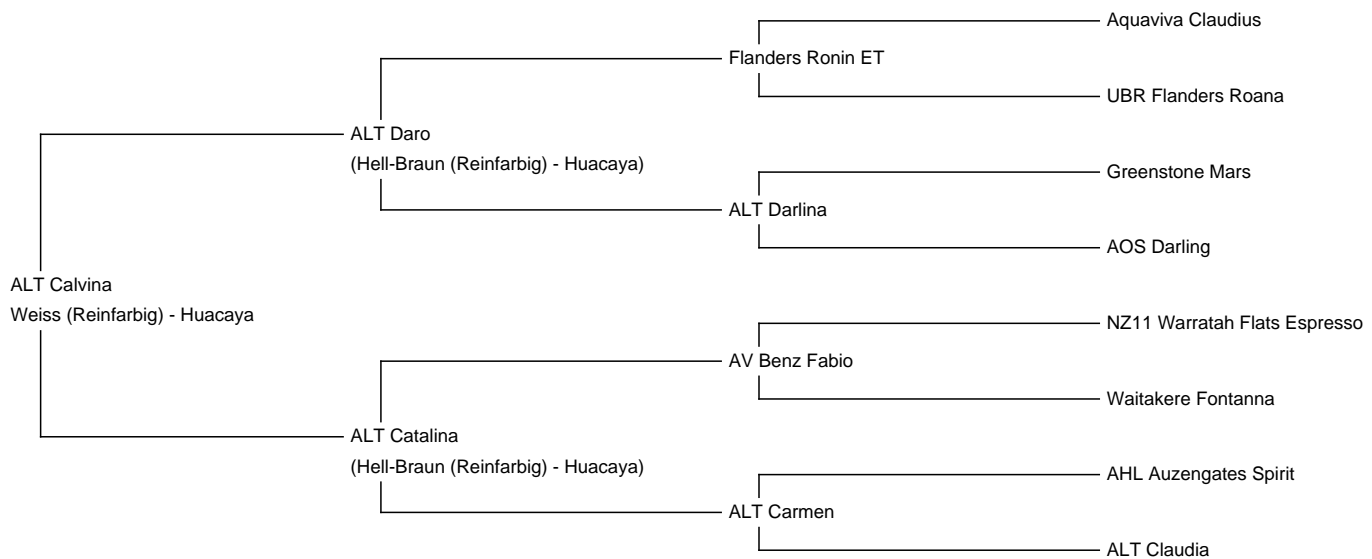 Aquaviva Claudius
Flanders Ronin ET
UBR Flanders Roana
ALT Daro
(Hell-Braun (Reinfarbig) - Huacaya)
Greenstone Mars
ALT Darlina
AOS Darling
ALT Calvina
Weiss (Reinfarbig) - Huacaya
NZ11 Warratah Flats Espresso
AV Benz Fabio
Waitakere Fontanna
ALT Catalina
(Hell-Braun (Reinfarbig) - Huacaya)
AHL Auzengates Spirit
ALT Carmen
ALT Claudia